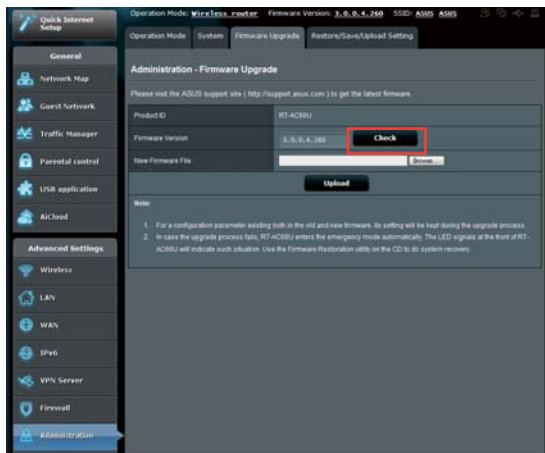 Quick Internet
Setup
Operation Mode: Wireless router Firmware Version: 3.0.0.4.260 SSID: ASUS ASUS
Operation Mode System Firmware Upgrade Restore/Save/Upload Setting
General
Network Map
Guest Network
Traffic Manager
Parental control
USB application
AiCloud
Advanced Settings
Wireless
LAN
WAN
IPv6
VPN Server
Firewall
Administration
Administration - Firmware Upgrade
Please visit the ASUS support site ( http://support.asus.com ) to get the latest firmware.
Product ID RT-AC66U
Firmware Version 3.0.0.4.260 Check
New Firmware File Browse...
Upload
Note:
1. For a configuration parameter existing both in the old and new firmware, its setting will be kept during the upgrade process.
2. In case the upgrade process fails, RT-AC66U enters the emergency mode automatically. The LED signals at the front of RT-
AC66U will indicate such situation. Use the Firmware Restoration utility on the CD to do system recovery.